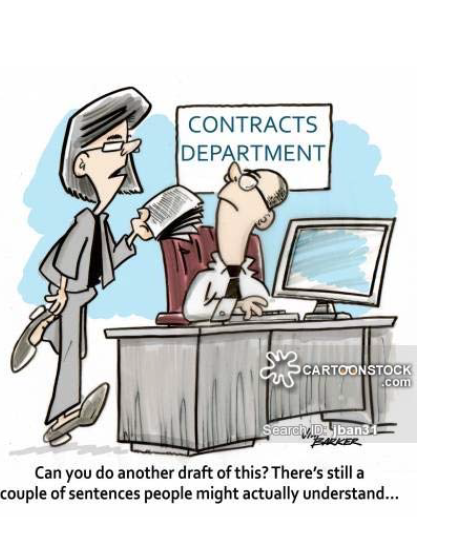 CONTRACTS
DEPARTMENT
CARTOONSTOCK
.com
Search ID: jban31
BARKER
Can you do another draft of this? There's still a
couple of sentences people might actually understand...